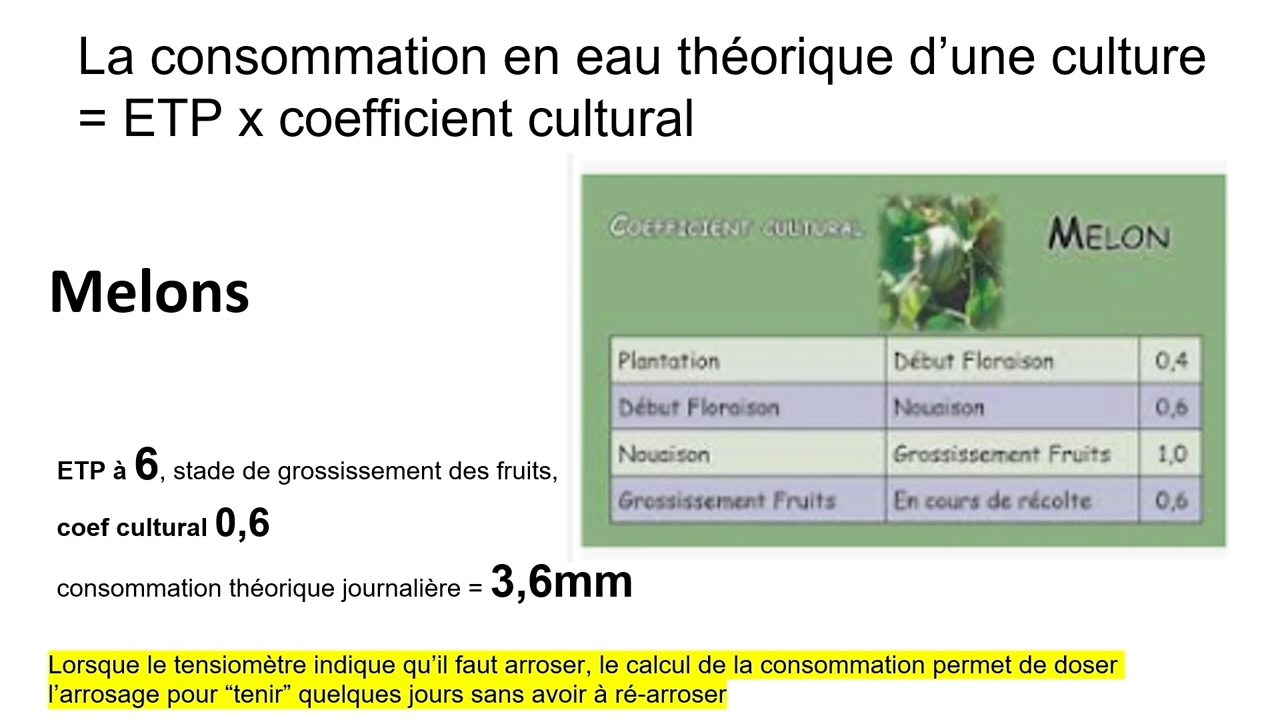 La consommation en eau théorique d’une culture
= ETP x coefficient cultural
COEFFICIENT CULTURAL
MELON
Melons
Plantation Début Floraison 0,4
Début Floraison Nouaison 0,6
Nouaison Grossissement Fruits 1,0
Grossissement Fruits En cours de récolte 0,6
ETP à 6, stade de grossissement des fruits,
coef cultural 0,6
consommation théorique journalière = 3,6mm
Lorsque le tensiomètre indique qu’il faut arroser, le calcul de la consommation permet de doser
l’arrosage pour “tenir” quelques jours sans avoir à ré-arroser